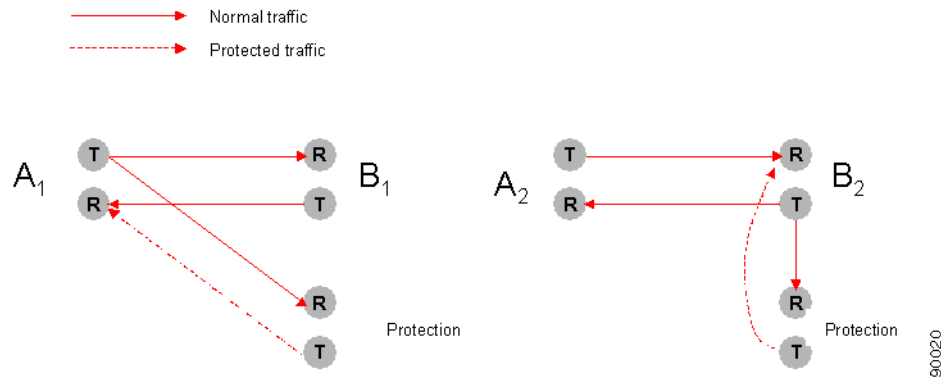 Normal traffic
Protected traffic
T R T R
A1 B1 A2 B2
R T R T
R R
Protection Protection
T T
90020